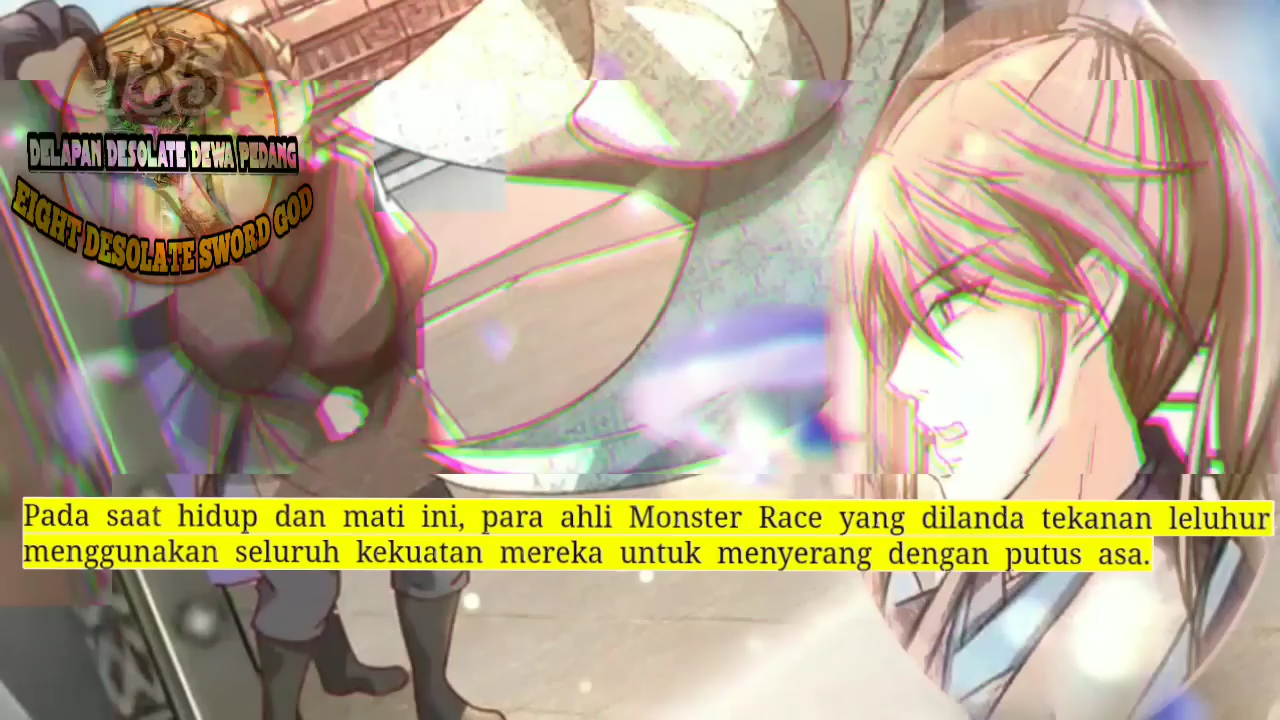 785
DELAPAN DESOLATE DEWA PEDANG
EIGHT DESOLATE SWORD GOD
Pada saat hidup dan mati ini, para ahli Monster Race yang dilanda tekanan leluhur
menggunakan seluruh kekuatan mereka untuk menyerang dengan putus asa.